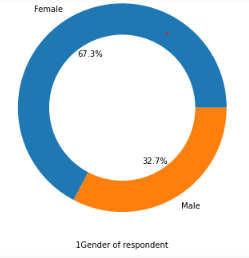 Female
67.3%
32.7%
Male
1Gender of respondent